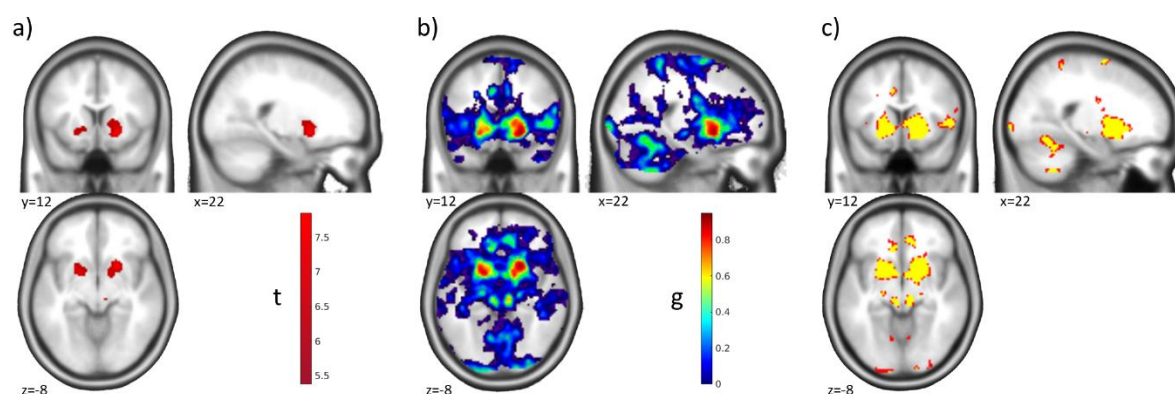 a)
b)
c)
y=12
x=22
y=12
x=22
y=12
x=22
7.5
7
6.5
6
5.5
t
0.8
0.6
0.4
0.2
0
g
z=-8
z=-8
z=-8